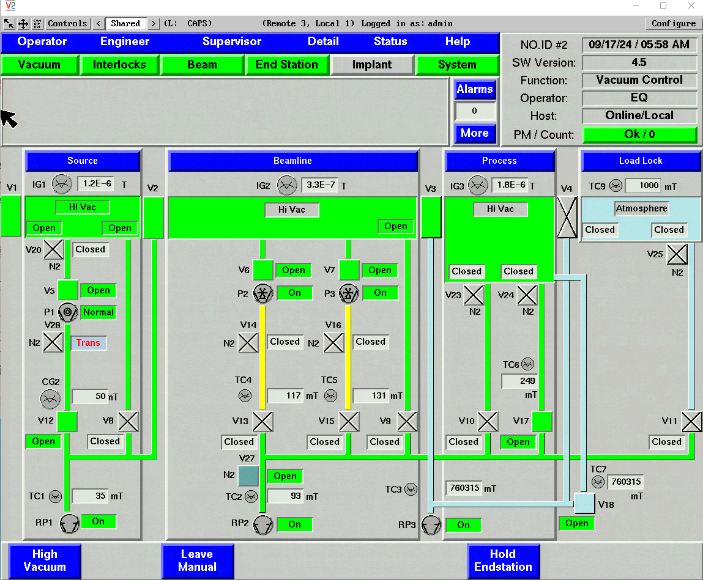 V2
Controls < Shared > (L: CAPS) (Remote 3, Local 1) Logged in as: admin Configure
Operator Engineer Supervisor Detail Status Help
Vacuum Interlocks Beam End Station Implant System
Alarms
0
More
NO.ID #2 09/17/24 / 05:58 AM
SW Version: 4.5
Function: Vacuum Control
Operator: EQ
Host: Online/Local
PM / Count: Ok / 0
Source Beamline Process Load Lock
V1 IG1 1.2E-6 T V2 IG2 3.3E-7 T V3 IG3 1.8E-6 T V4 TC9 1000 mT
Hi Vac Hi Vac Hi Vac Atmosphere
Open Open Open Closed Closed
V20 Closed V25
N2 N2
V6 Open V7 Open Closed Closed
V5 Open P2 On P3 On V23 V24
P1 Normal N2 N2
V28 V14 V16
N2 Trans N2 Closed N2 Closed
TC6
CG2 TC4 TC5 249
50 mT 117 mT 131 mT mT
V12 V8 V13 V15 V9 V10 V17 V11
Open Closed Closed Closed Closed Closed Open Closed
V27
N2 Open TC7
TC1 35 mT TC2 93 mT TC3 760315 mT 760315 mT
V18
RP1 On RP2 On RP3 On Open
High Leave Hold
Vacuum Manual Endstation